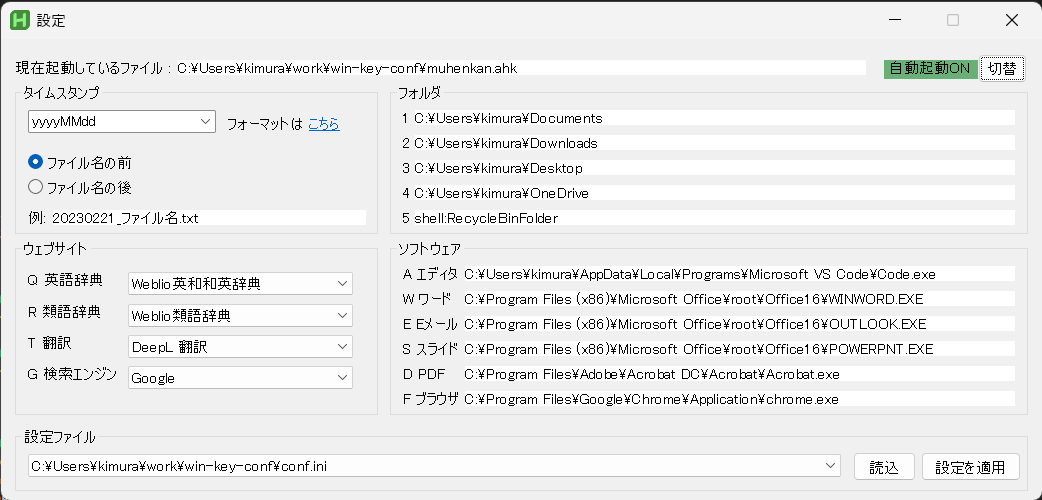 設定
現在起動しているファイル : C:¥Users¥kimura¥work¥win-key-conf¥muhenkan.ahk
自動起動ON 切替
タイムスタンプ
yyyyMMdd
フォーマットは こちら
ファイル名の前
ファイル名の後
例: 20230221_ファイル名.txt
フォルダ
1 C:¥Users¥kimura¥Documents
2 C:¥Users¥kimura¥Downloads
3 C:¥Users¥kimura¥Desktop
4 C:¥Users¥kimura¥OneDrive
5 shell:RecycleBinFolder
ウェブサイト
Q 英語辞典 Weblio英和和英辞典
R 類語辞典 Weblio類語辞典
T 翻訳 DeepL 翻訳
G 検索エンジン Google
ソフトウェア
A エディタ C:¥Users¥kimura¥AppData¥Local¥Programs¥Microsoft VS Code¥Code.exe
W ワード C:¥Program Files (x86)¥Microsoft Office¥root¥Office16¥WINWORD.EXE
E Eメール C:¥Program Files (x86)¥Microsoft Office¥root¥Office16¥OUTLOOK.EXE
S スライド C:¥Program Files (x86)¥Microsoft Office¥root¥Office16¥POWERPNT.EXE
D PDF C:¥Program Files¥Adobe¥Acrobat DC¥Acrobat¥Acrobat.exe
F ブラウザ C:¥Program Files¥Google¥Chrome¥Application¥chrome.exe
設定ファイル
C:¥Users¥kimura¥work¥win-key-conf¥conf.ini
読込 設定を適用